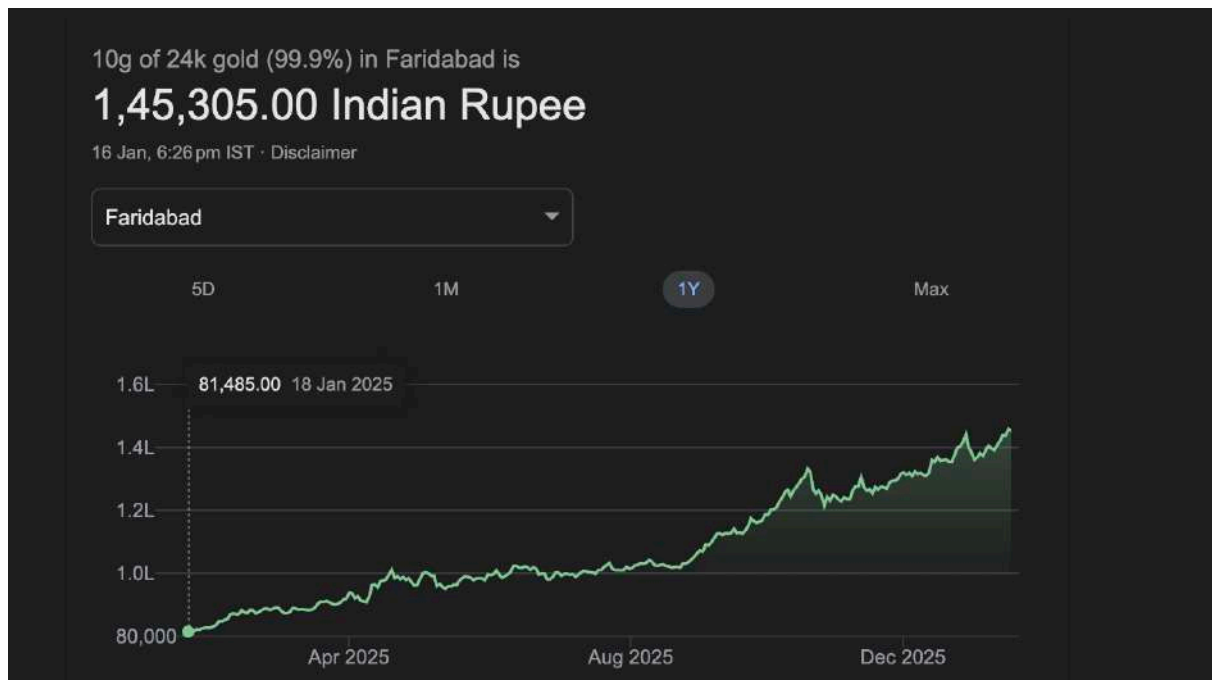 10g of 24k gold (99.9%) in Faridabad is
1,45,305.00 Indian Rupee
16 Jan, 6:26 pm IST · Disclaimer
Faridabad
5D 1M 1Y Max
81,485.00 18 Jan 2025
1.6L
1.4L
1.2L
1.0L
80,000
Apr 2025 Aug 2025 Dec 2025